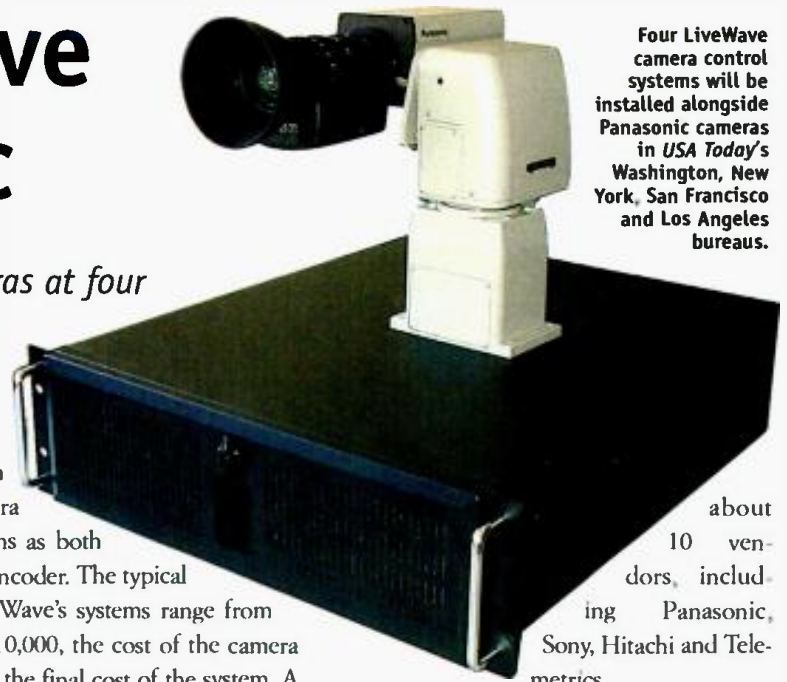 ve
c
ras at four
Panasonic
Four LiveWave
camera control
systems will be
installed alongside
Panasonic cameras
in USA Today's
Washington, New
York, San Francisco
and Los Angeles
bureaus.
n
ra
ns as both
ncoder. The typical
Wave's systems range from
0,000, the cost of the camera
the final cost of the system. A
about
10 ven-
dors, includ-
ing Panasonic,
Sony, Hitachi and Tele-
metrics